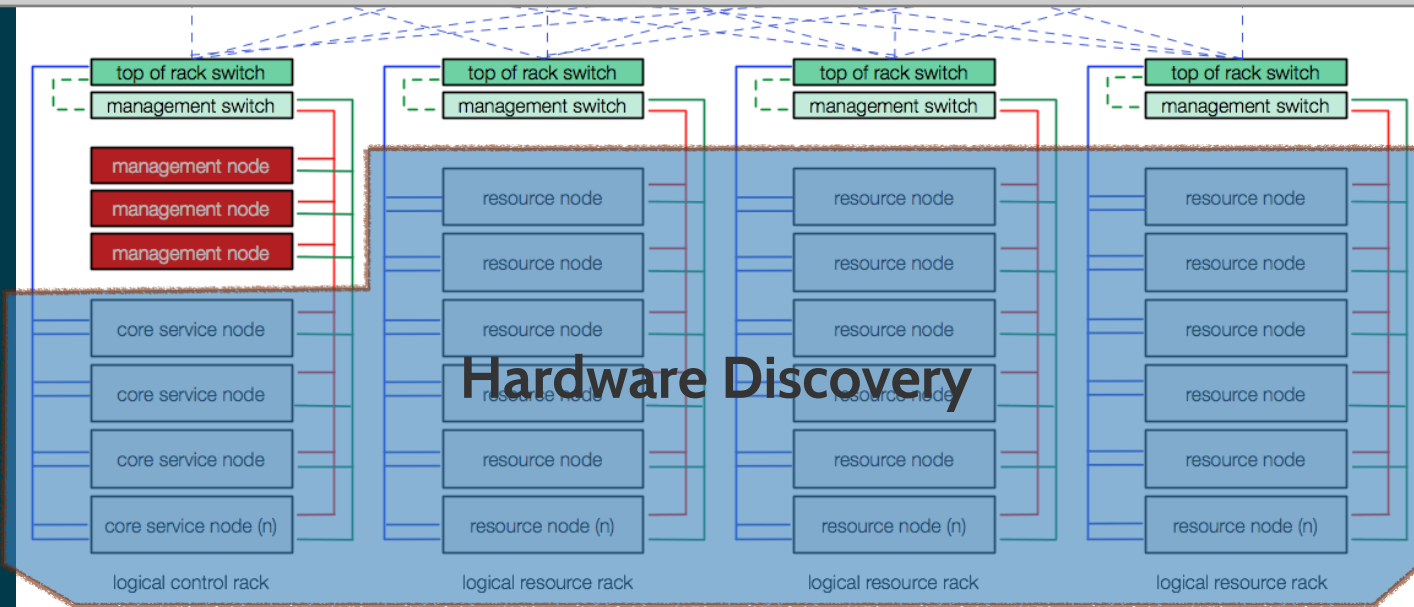 top of rack switch
management switch
management node
management node
management node
core service node
core service node
core service node
core service node (n)
logical control rack
top of rack switch
management switch
resource node
resource node
resource node
resource node
resource node
resource node (n)
logical resource rack
top of rack switch
management switch
resource node
resource node
resource node
resource node
resource node
resource node (n)
logical resource rack
top of rack switch
management switch
resource node
resource node
resource node
resource node
resource node
resource node (n)
logical resource rack
Hardware Discovery